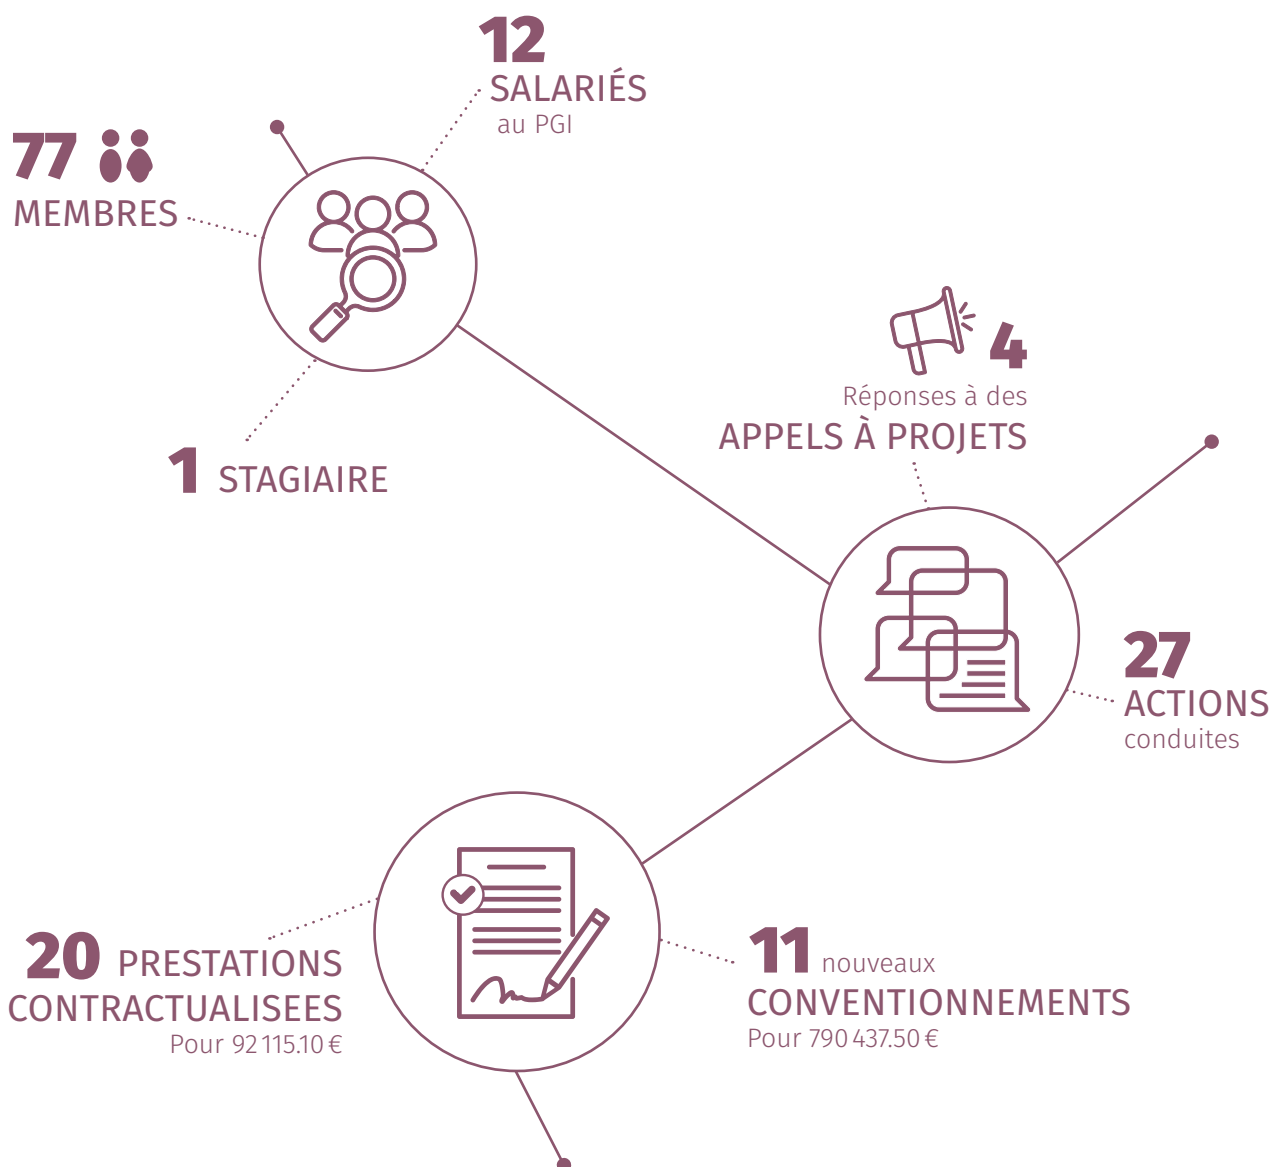 12
SALARIÉS
au PGI
77
MEMBRES
1 STAGIAIRE
4
Réponses à des
APPELS À PROJETS
27
ACTIONS
conduites
20 PRESTATIONS
CONTRACTUALISEES
Pour 92 115.10 €
11 nouveaux
CONVENTIONNEMENTS
Pour 790 437.50 €